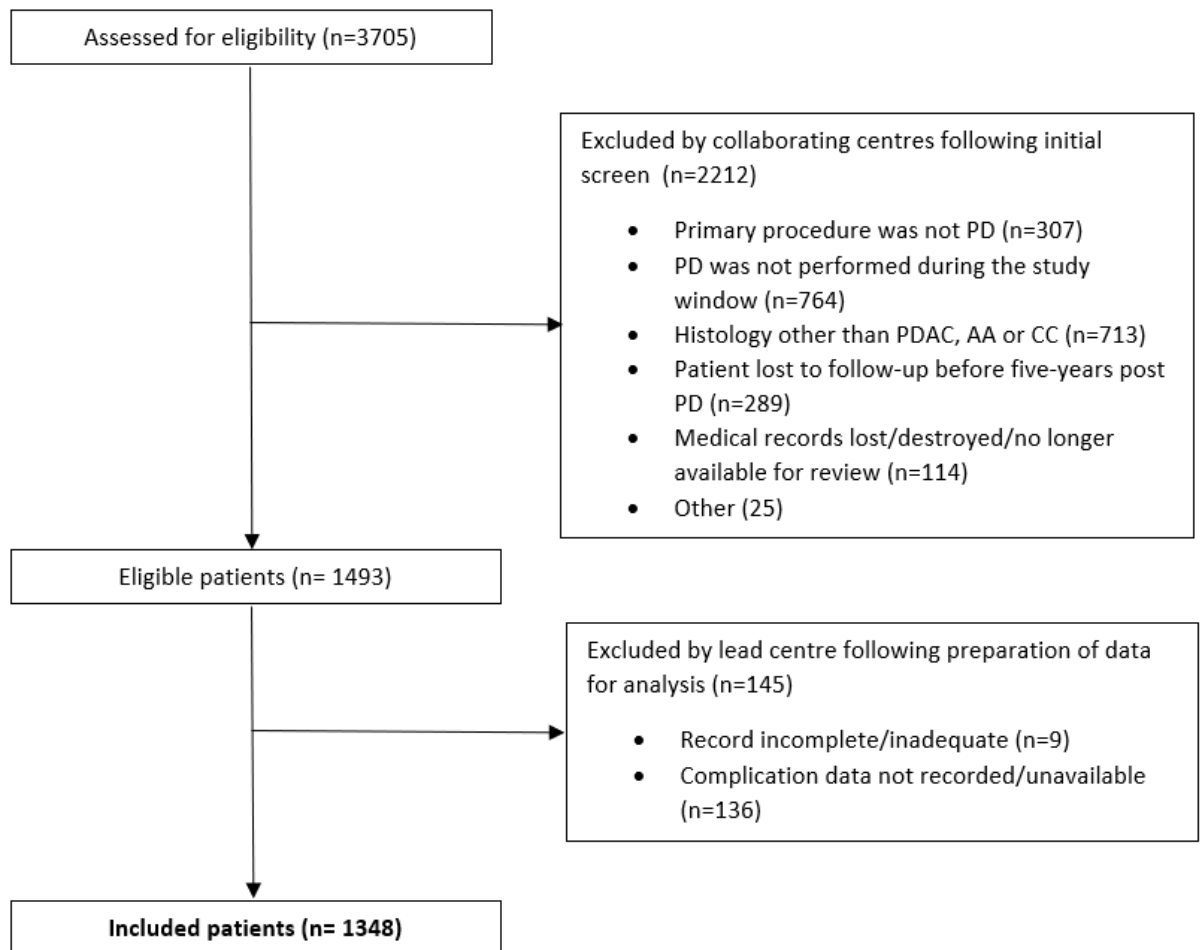 Assessed for eligibility (n=3705)
Excluded by collaborating centres following initial
screen  (n=2212)
• Primary procedure was not PD (n=307)
• PD was not performed during the study
window (n=764)
• Histology other than PDAC, AA or CC (n=713)
• Patient lost to follow-up before five-years post
PD (n=289)
• Medical records lost/destroyed/no longer
available for review (n=114)
• Other (25)
Eligible patients (n= 1493)
Excluded by lead centre following preparation of data
for analysis (n=145)
• Record incomplete/inadequate (n=9)
• Complication data not recorded/unavailable
(n=136)
Included patients (n= 1348)